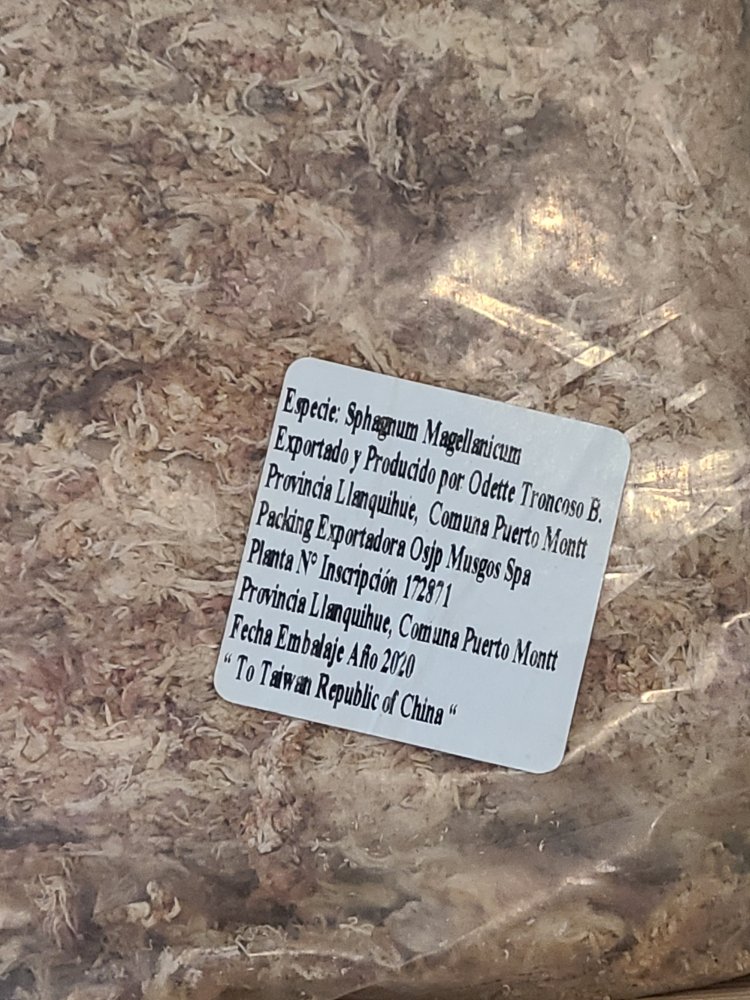 Especie: Sphagnum Magellanicum
Exportado y Producido por Odette Troncoso B.
Provincia Llanquihue, Comuna Puerto Montt
Packing Exportadora Osjp Musgos Spa
Planta N° Inscripción 172871
Provincia Llanquihue, Comuna Puerto Montt
Fecha Embalaje Año 2020
“ To Taiwan Republic of China “